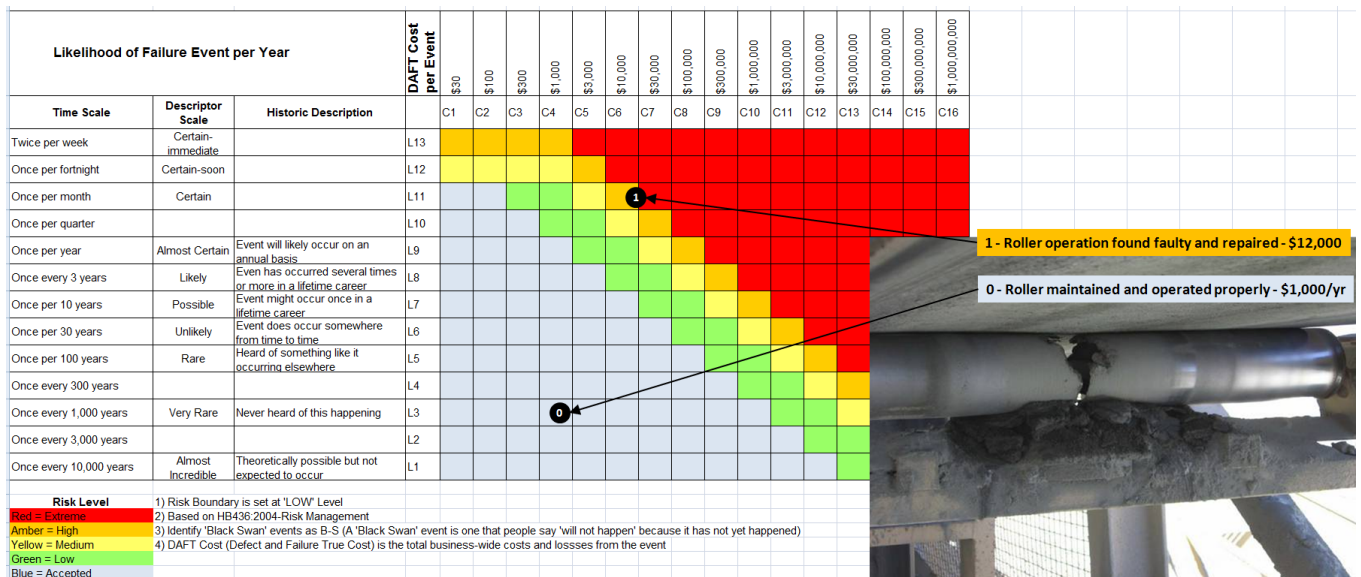 Likelihood of Failure Event per Year
DAFT Cost
per Event
$30
$100
$300
$1,000
$3,000
$10,000
$30,000
$100,000
$300,000
$1,000,000
$3,000,000
$10,000,000
$30,000,000
$100,000,000
$300,000,000
$1,000,000,000
Time Scale
Descriptor
Scale
Historic Description
C1 C2 C3 C4 C5 C6 C7 C8 C9 C10 C11 C12 C13 C14 C15 C16
Twice per week
Certain-
immediate
L13
Once per fortnight
Certain-soon
L12
Once per month
Certain
L11
1
Once per quarter
L10
Once per year
Almost Certain
Event will likely occur on an
annual basis
L9
1 - Roller operation found faulty and repaired - $12,000
Once every 3 years
Likely
Even has occurred several times
or more in a lifetime career
L8
0 - Roller maintained and operated properly - $1,000/yr
Once per 10 years
Possible
Event might occur once in a
lifetime career
L7
Once per 30 years
Unlikely
Event does occur somewhere
from time to time
L6
Once per 100 years
Rare
Heard of something like it
occurring elsewhere
L5
Once every 300 years
L4
Once every 1,000 years
Very Rare
Never heard of this happening
L3
0
Once every 3,000 years
L2
Once every 10,000 years
Almost
Incredible
Theoretically possible but not
expected to occur
L1
Risk Level
1) Risk Boundary is set at 'LOW' Level
Red = Extreme
2) Based on HB436:2004-Risk Management
Amber = High
3) Identify 'Black Swan' events as B-S (A 'Black Swan' event is one that people say 'will not happen' because it has not yet happened)
Yellow = Medium
4) DAFT Cost (Defect and Failure True Cost) is the total business-wide costs and lossses from the event
Green = Low
Blue = Accepted